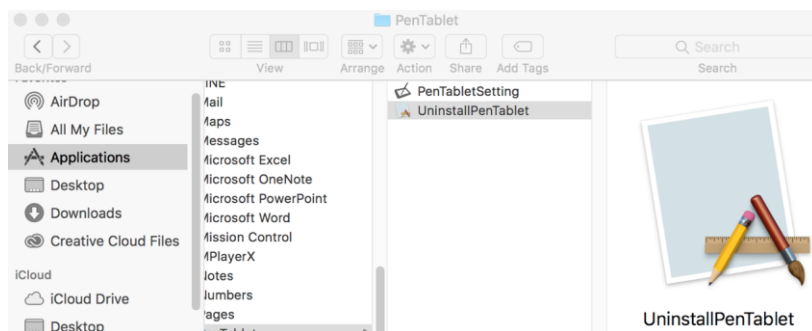 PenTablet
Back/Forward
View
Arrange
Action
Share
Add Tags
Search
Search
AirDrop
All My Files
Applications
Desktop
Downloads
Creative Cloud Files
iCloud
iCloud Drive
Desktop
Mail
Maps
Messages
Microsoft Excel
Microsoft OneNote
Microsoft PowerPoint
Microsoft Word
Mission Control
MPlayerX
Notes
Numbers
Pages
PenTabletSetting
UninstallPenTablet
UninstallPenTablet